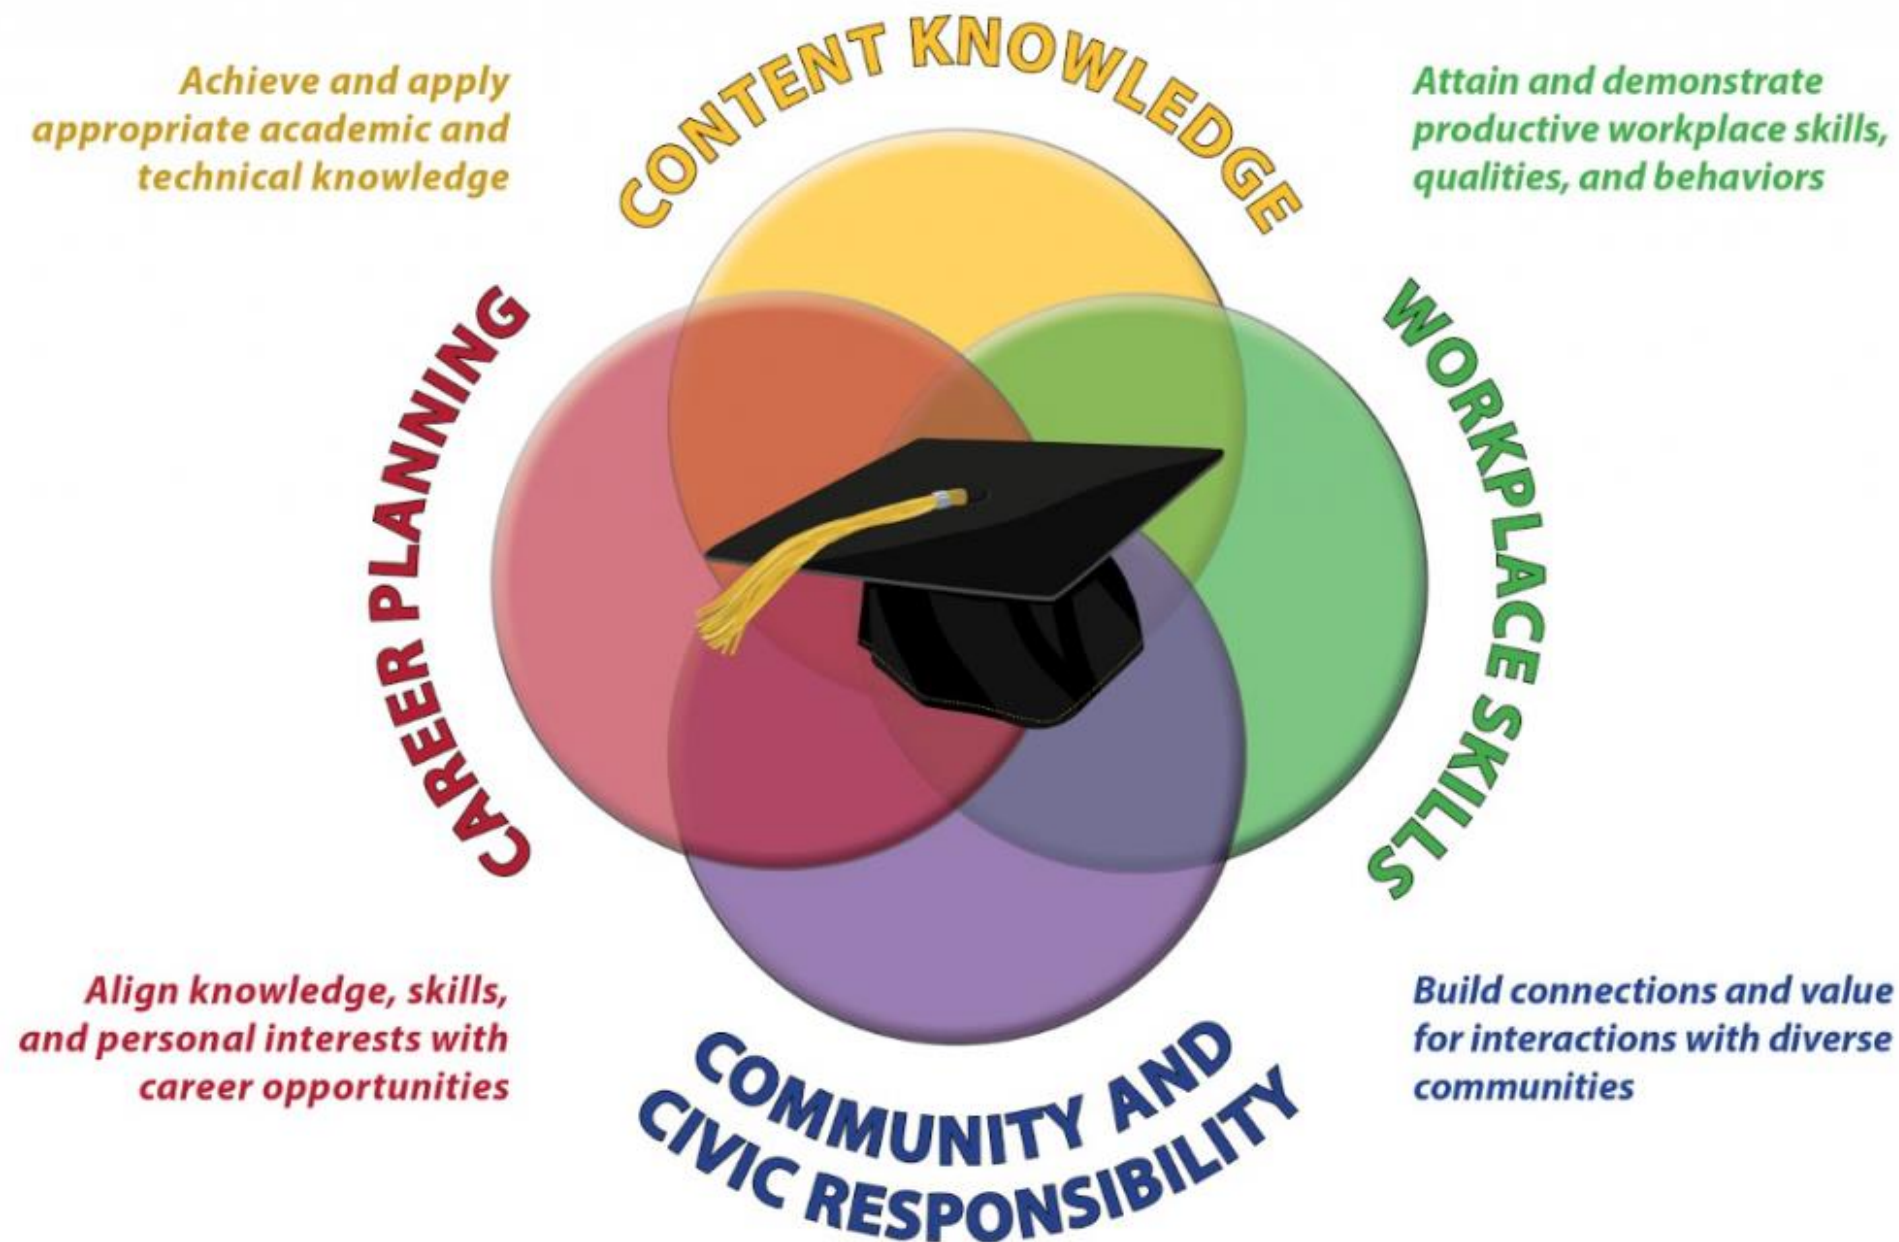 CONTENT KNOWLEDGE
Achieve and apply
appropriate academic and
technical knowledge
Attain and demonstrate
productive workplace skills,
qualities, and behaviors
CAREER PLANNING
WORKPLACE SKILLS
Align knowledge, skills,
and personal interests with
career opportunities
Build connections and value
for interactions with diverse
communities
COMMUNITY AND
CIVIC RESPONSIBILITY